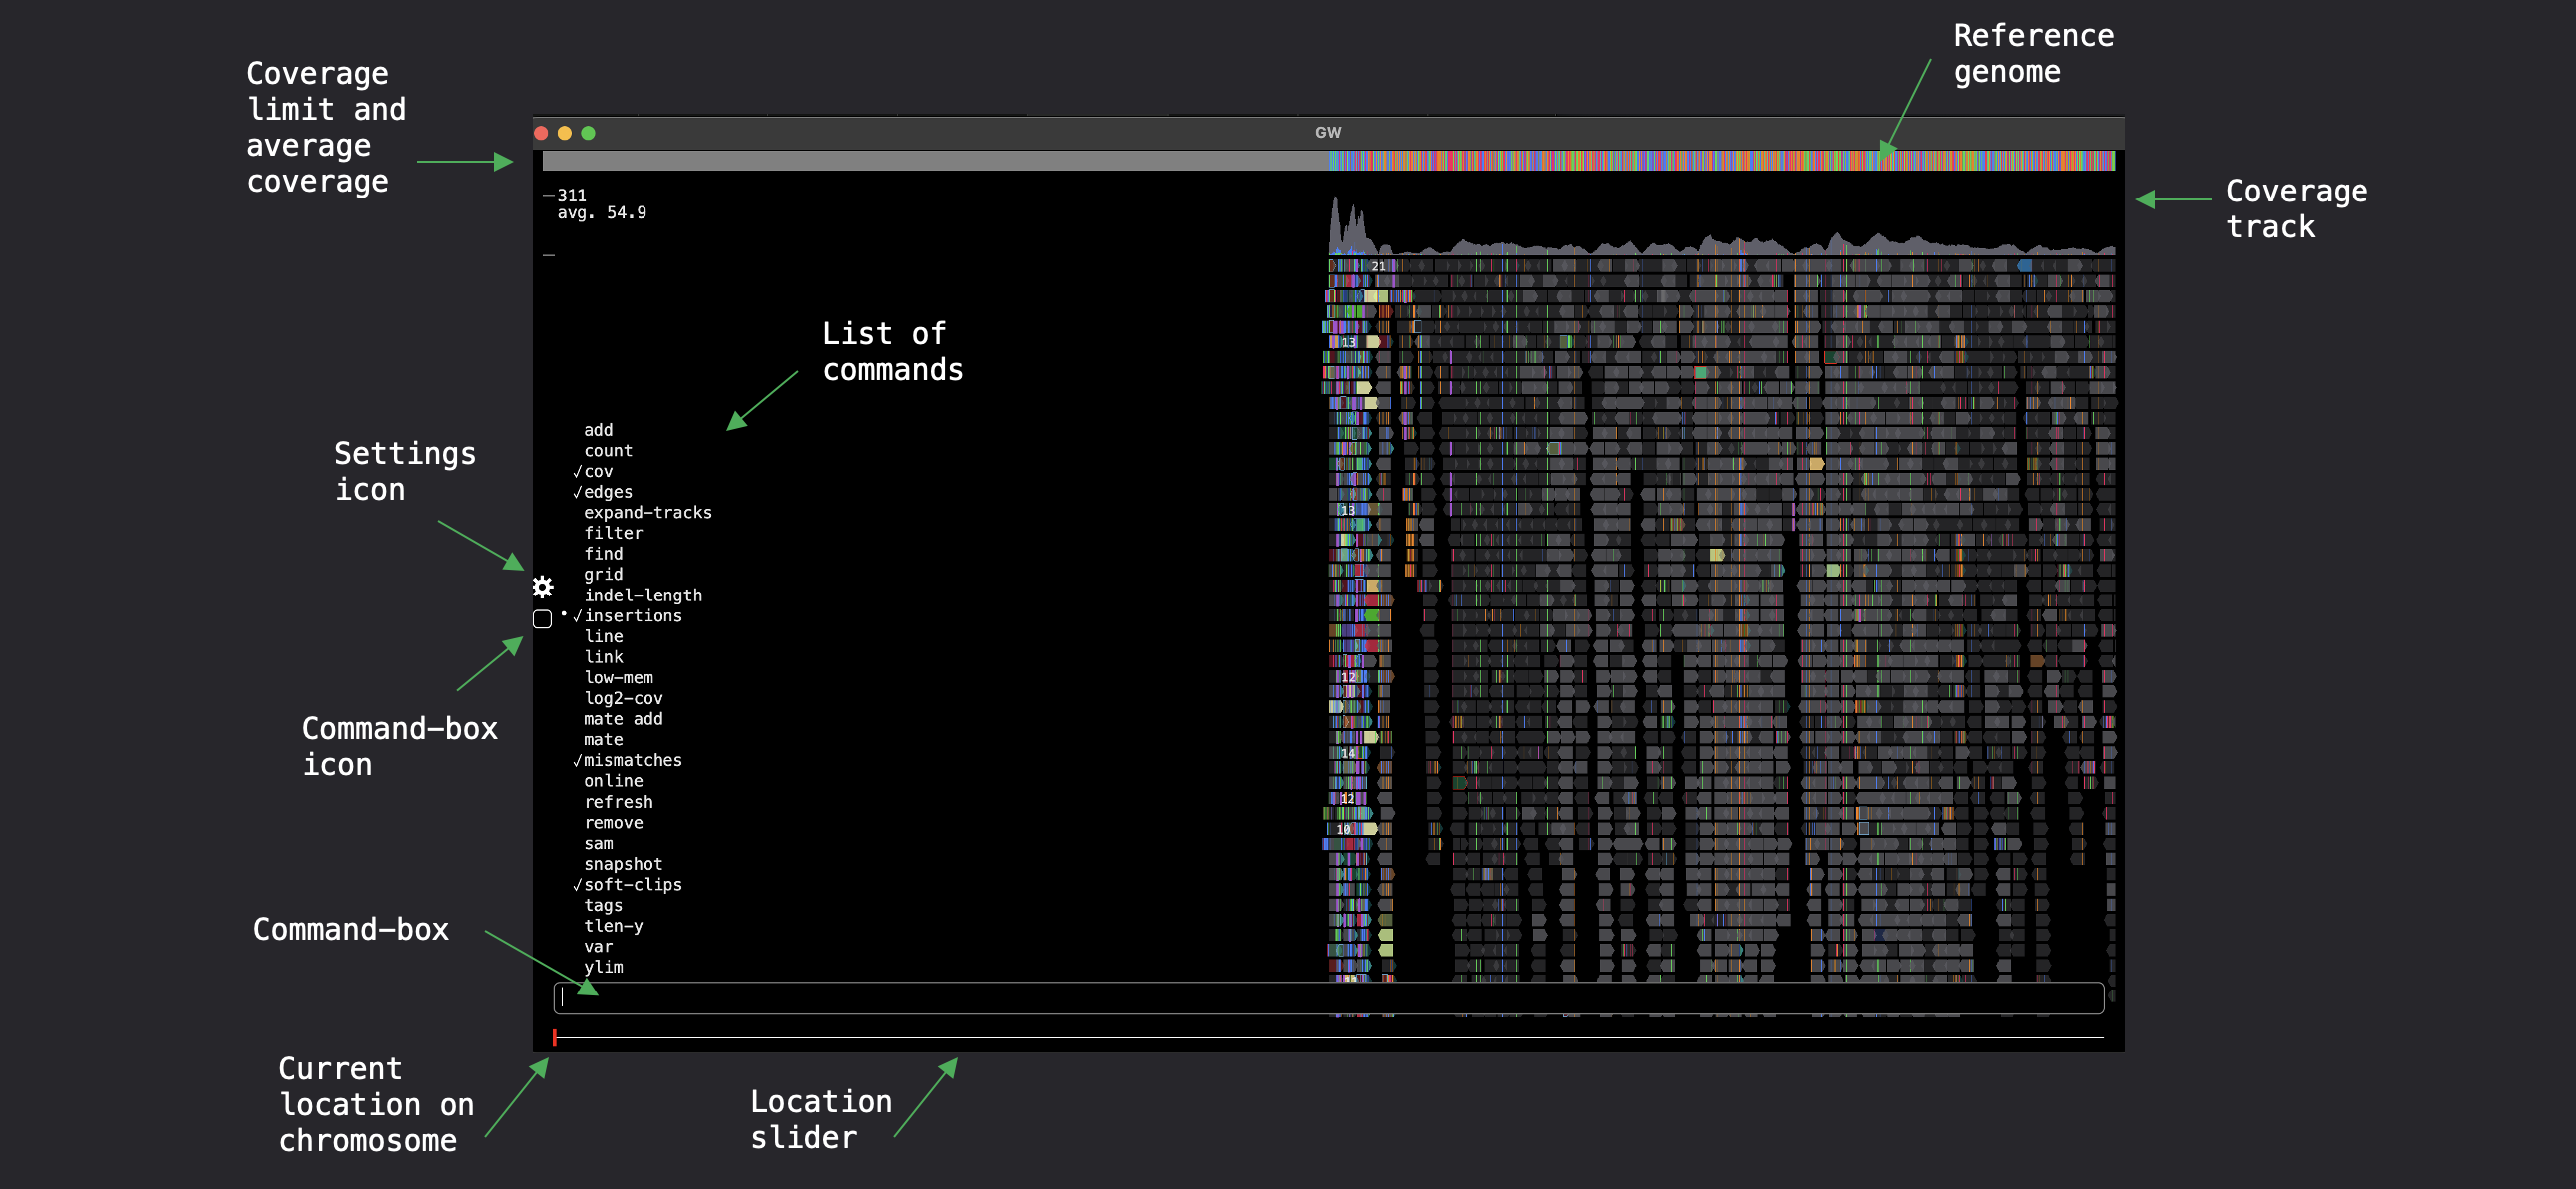 Reference
genome
Coverage
limit and
average
coverage
GW
Coverage
track
311
avg. 54.9
21
List of
commands
13
add
count
✓cov
✓edges
expand-tracks
filter
find
grid
indel-length
• ✓insertions
line
link
low-mem
log2-cov
mate add
mate
✓mismatches
online
refresh
remove
sam
snapshot
✓soft-clips
tags
tlen-y
var
ylim
Settings
icon
13
12
14
12
10
Command-box
icon
Command-box
Current
location on
chromosome
Location
slider